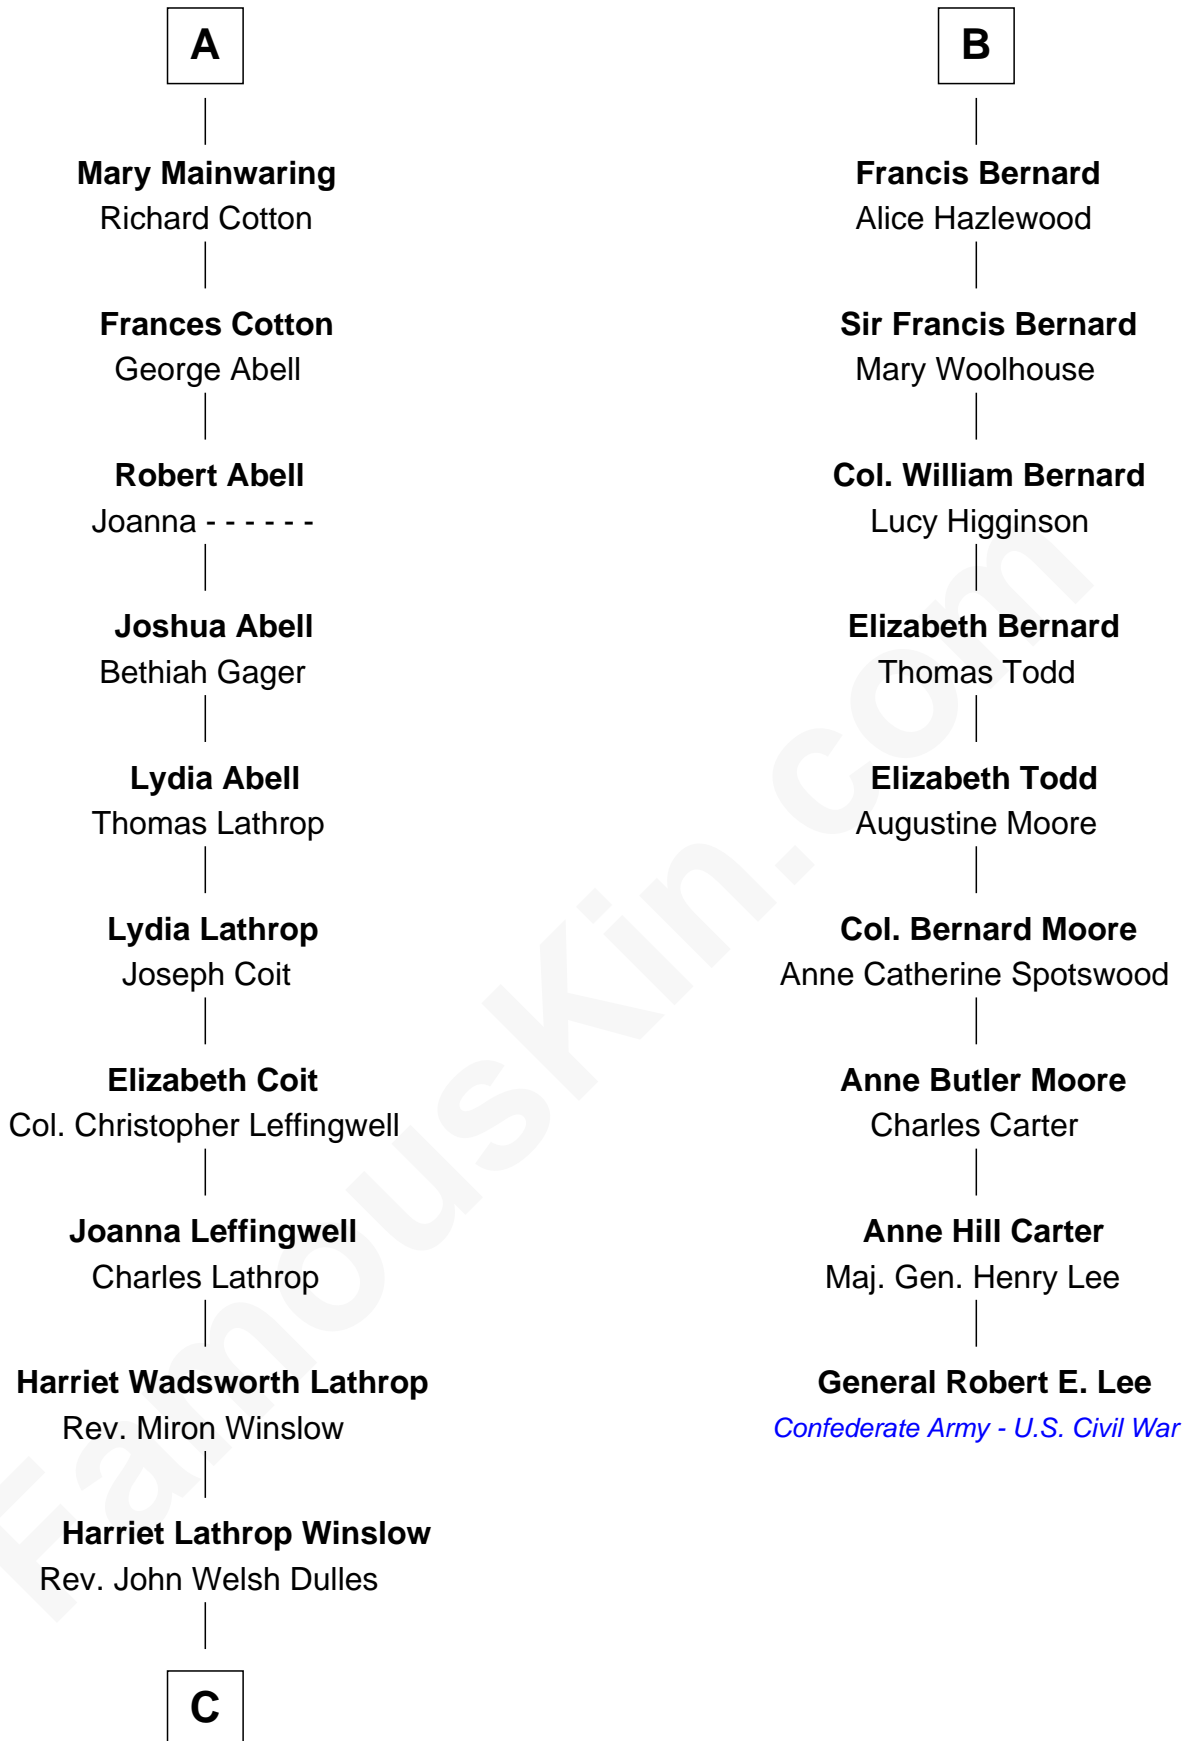 A
Mary Mainwaring
Richard Cotton
Frances Cotton
George Abell
Robert Abell
Joanna - - - - - -
Joshua Abell
Bethiah Gager
Lydia Abell
Thomas Lathrop
Lydia Lathrop
Joseph Coit
Elizabeth Coit
Col. Christopher Leffingwell
Joanna Leffingwell
Charles Lathrop
Harriet Wadsworth Lathrop
Rev. Miron Winslow
Harriet Lathrop Winslow
Rev. John Welsh Dulles
C
B
Francis Bernard
Alice Hazlewood
Sir Francis Bernard
Mary Woolhouse
Col. William Bernard
Lucy Higginson
Elizabeth Bernard
Thomas Todd
Elizabeth Todd
Augustine Moore
Col. Bernard Moore
Anne Catherine Spotswood
Anne Butler Moore
Charles Carter
Anne Hill Carter
Maj. Gen. Henry Lee
General Robert E. Lee
Confederate Army - U.S. Civil War
FamousKin.com